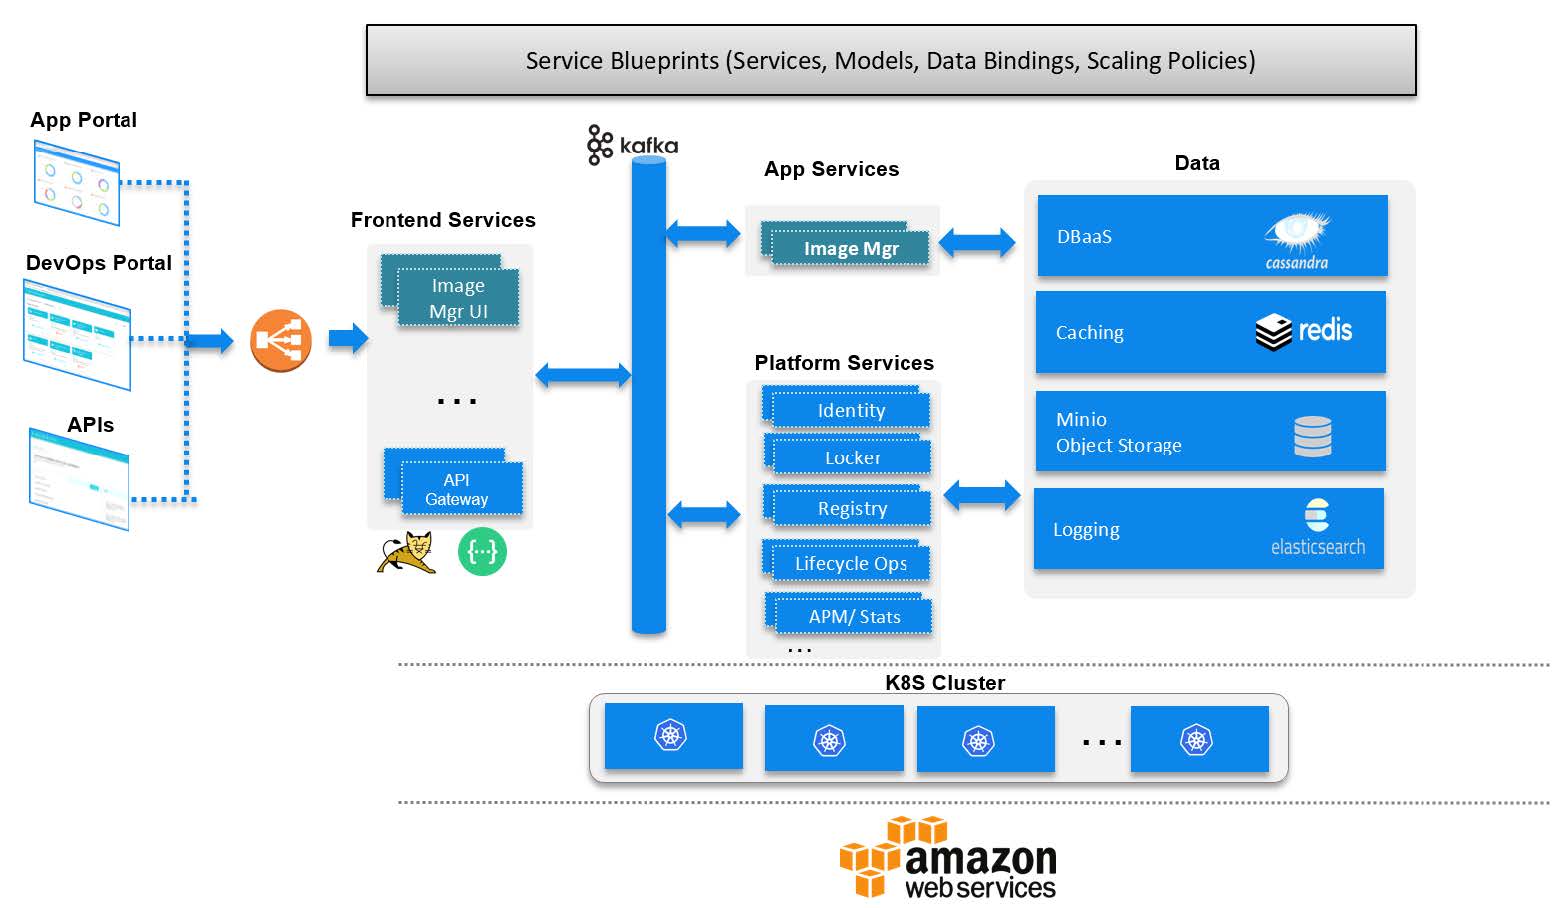 Service Blueprints (Services, Models, Data Bindings, Scaling Policies)
App Portal
DevOps Portal
APIs
Frontend Services
Image
Mgr UI
...
API
Gateway
{...}
kafka
App Services
Image Mgr
Platform Services
Identity
Locker
Registry
Lifecycle Ops
APM/ Stats
...
Data
DBaaS
cassandra
Caching
redis
Minio
Object Storage
Logging
elasticsearch
K8S Cluster
...
amazon
web services